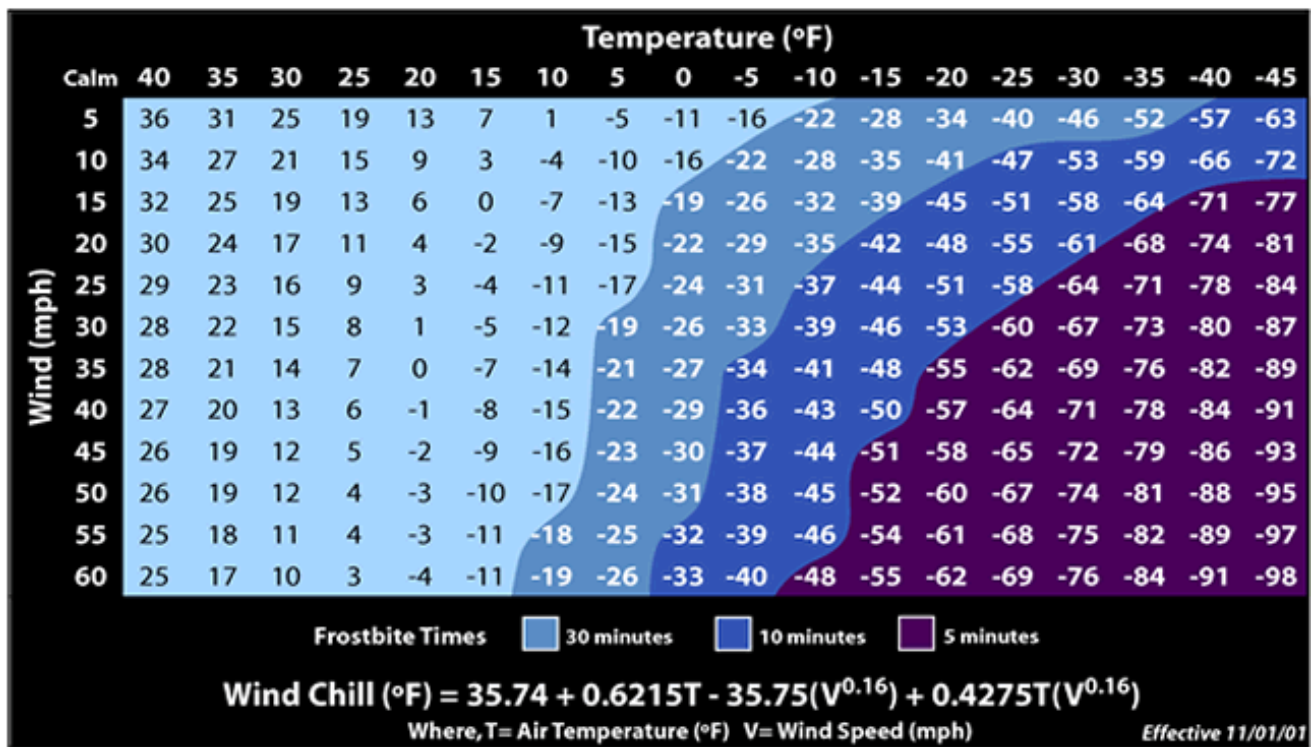 Temperature (ºF)
Calm 40 35 30 25 20 15 10 5 0 -5 -10 -15 -20 -25 -30 -35 -40 -45
5 36 31 25 19 13 7 1 -5 -11 -16 -22 -28 -34 -40 -46 -52 -57 -63
10 34 27 21 15 9 3 -4 -10 -16 -22 -28 -35 -41 -47 -53 -59 -66 -72
15 32 25 19 13 6 0 -7 -13 -19 -26 -32 -39 -45 -51 -58 -64 -71 -77
20 30 24 17 11 4 -2 -9 -15 -22 -29 -35 -42 -48 -55 -61 -68 -74 -81
25 29 23 16 9 3 -4 -11 -17 -24 -31 -37 -44 -51 -58 -64 -71 -78 -84
30 28 22 15 8 1 -5 -12 -19 -26 -33 -39 -46 -53 -60 -67 -73 -80 -87
35 28 21 14 7 0 -7 -14 -21 -27 -34 -41 -48 -55 -62 -69 -76 -82 -89
40 27 20 13 6 -1 -8 -15 -22 -29 -36 -43 -50 -57 -64 -71 -78 -84 -91
45 26 19 12 5 -2 -9 -16 -23 -30 -37 -44 -51 -58 -65 -72 -79 -86 -93
50 26 19 12 4 -3 -10 -17 -24 -31 -38 -45 -52 -60 -67 -74 -81 -88 -95
55 25 18 11 4 -3 -11 -18 -25 -32 -39 -46 -54 -61 -68 -75 -82 -89 -97
60 25 17 10 3 -4 -11 -19 -26 -33 -40 -48 -55 -62 -69 -76 -84 -91 -98
Wind (mph)
Frostbite Times 30 minutes 10 minutes 5 minutes
Wind Chill (ºF) = 35.74 + 0.6215T - 35.75(V^0.16) + 0.4275T(V^0.16)
Where, T= Air Temperature (ºF) V= Wind Speed (mph) Effective 11/01/01